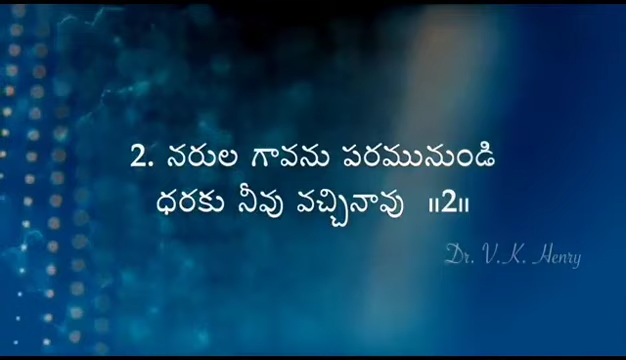 2. నరుల గావను పరమునుండి
ధరకు నీవు వచ్చినావు ॥2॥
Dr. V.K. Henry